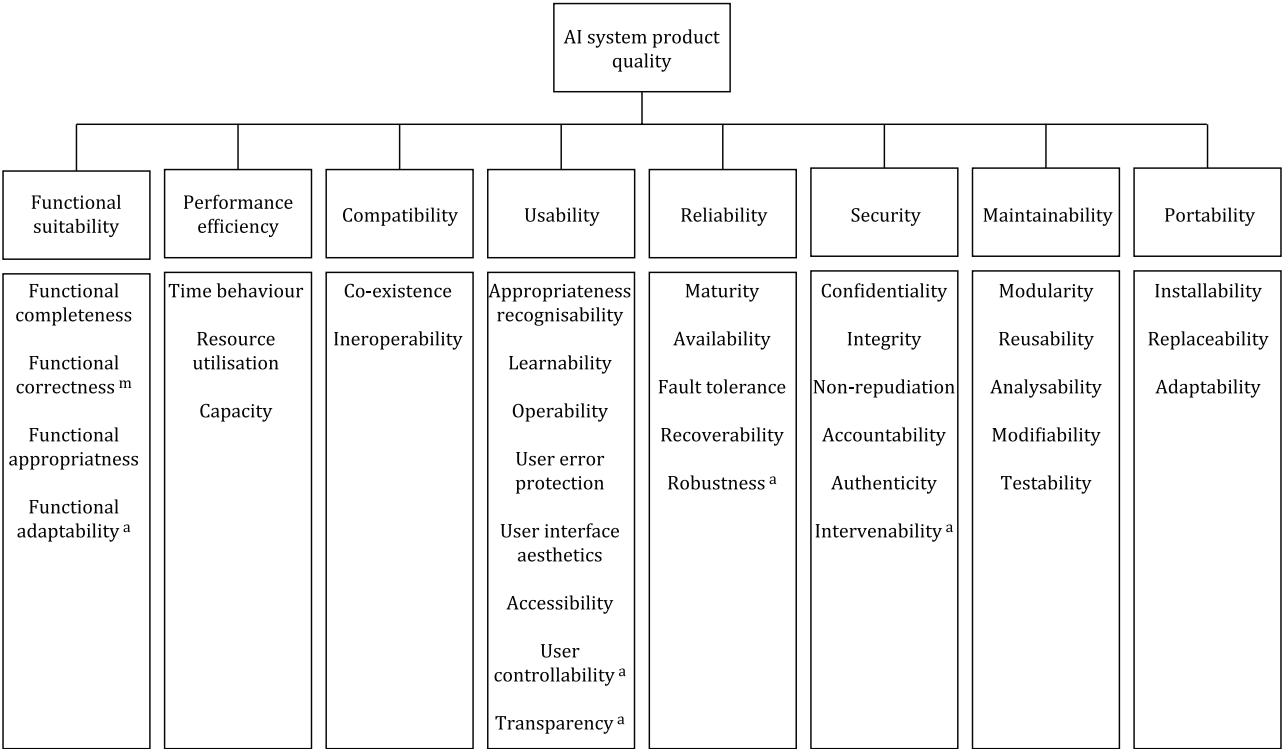 AI system product
quality
Functional
suitability
Performance
efficiency
Compatibility
Usability
Reliability
Security
Maintainability
Portability
Functional
completeness
Functional
correctness m
Functional
appropriatness
Functional
adaptability a
Time behaviour
Resource
utilisation
Capacity
Co-existence
Ineroperability
Appropriateness
recognisability
Learnability
Operability
User error
protection
User interface
aesthetics
Accessibility
User
controllability a
Transparency a
Maturity
Availability
Fault tolerance
Recoverability
Robustness a
Confidentiality
Integrity
Non-repudiation
Accountability
Authenticity
Intervenability a
Modularity
Reusability
Analysability
Modifiability
Testability
Installability
Replaceability
Adaptability